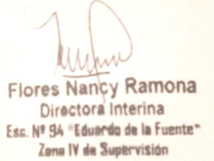 Flores Nancy Ramona
Directora Interina
Esc. Nº 94 "Eduardo de la Fuente"
Zona IV de Supervisión